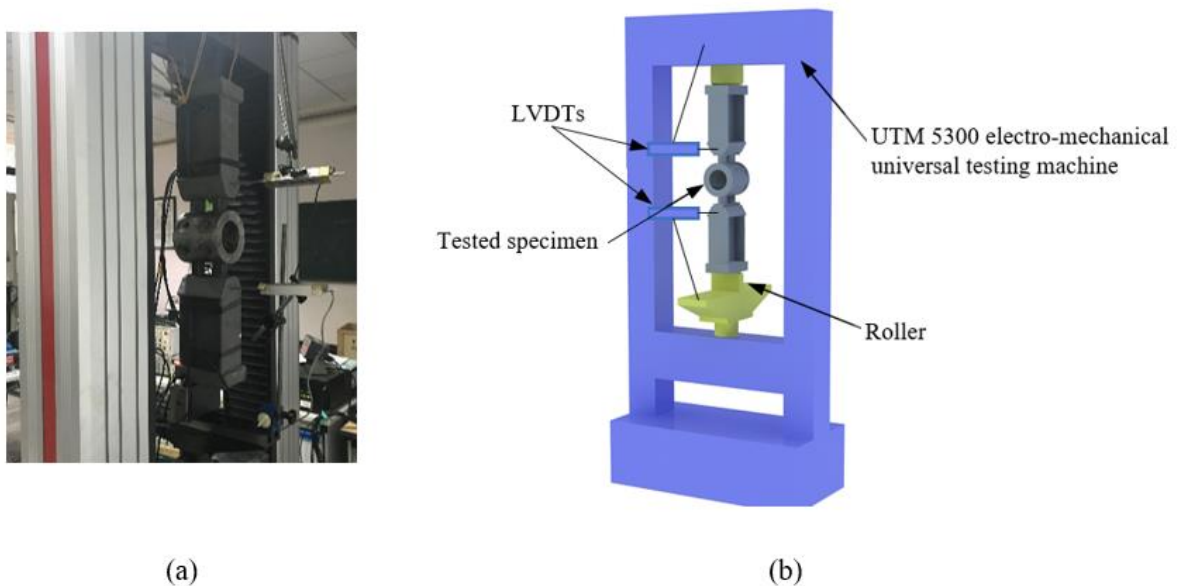 LVDTs
UTM 5300 electro-mechanical
universal testing machine
Tested specimen
Roller
(a)
(b)